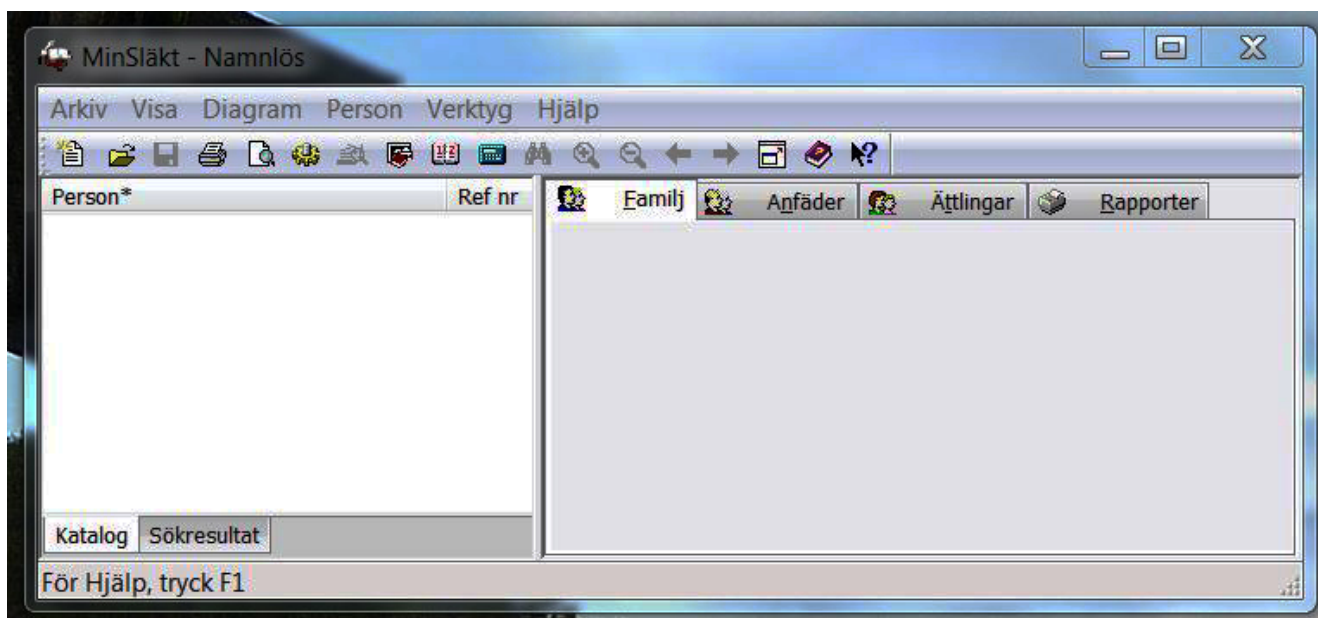 MinSläkt - Namnlös
Arkiv Visa Diagram Person Verktyg Hjälp
Person* Ref nr
Familj Anfäder Ättlingar Rapporter
Katalog Sökresultat
För Hjälp, tryck F1